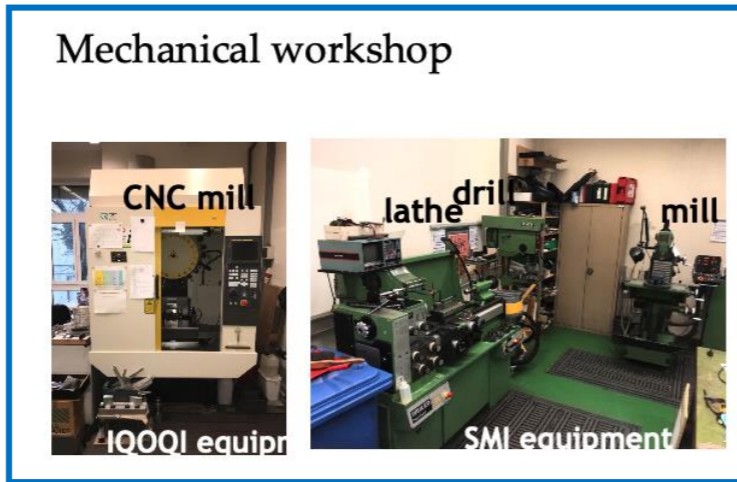 Mechanical workshop
CNC mill
lathe
drill
mill
IQOQI equipr
SMI equipment